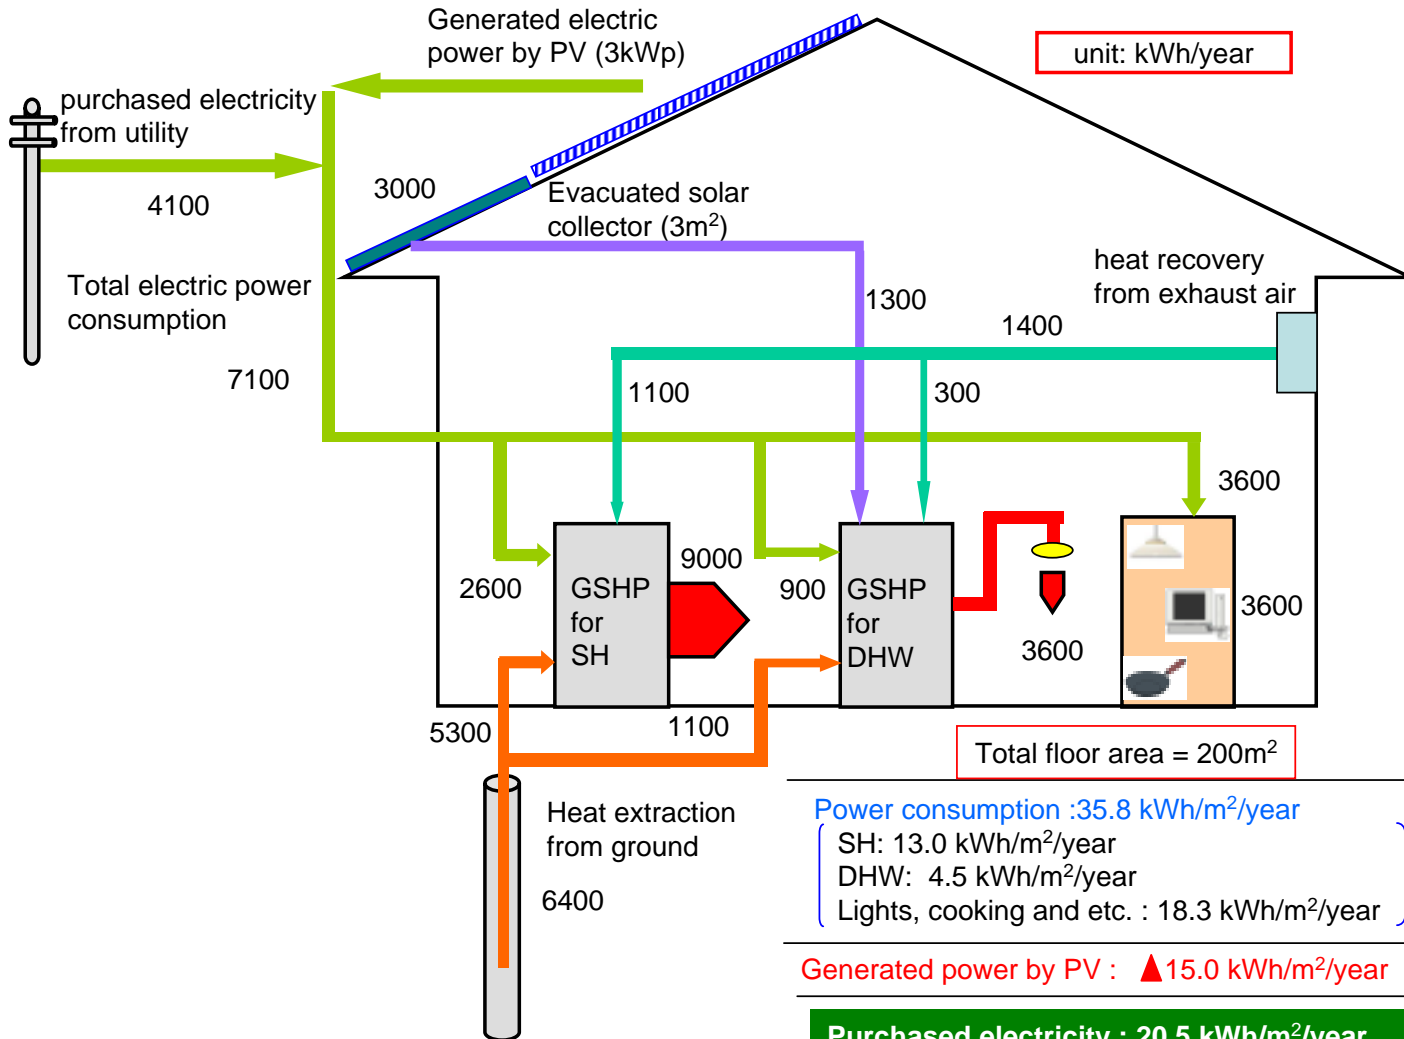 Generated electric
power by PV (3kWp)
unit: kWh/year
purchased electricity
from utility
4100
3000
Evacuated solar
collector (3m²)
heat recovery
from exhaust air
Total electric power
consumption
7100
1300
1400
1100
300
3600
2600
GSHP
for
SH
9000
900
GSHP
for
DHW
3600
3600
5300
1100
Total floor area = 200m²
Heat extraction
from ground
6400
Power consumption :35.8 kWh/m²/year
SH: 13.0 kWh/m²/year
DHW: 4.5 kWh/m²/year
Lights, cooking and etc. : 18.3 kWh/m²/year
Generated power by PV : ▲15.0 kWh/m²/year
Purchased electricity : 20.5 kWh/m²/year